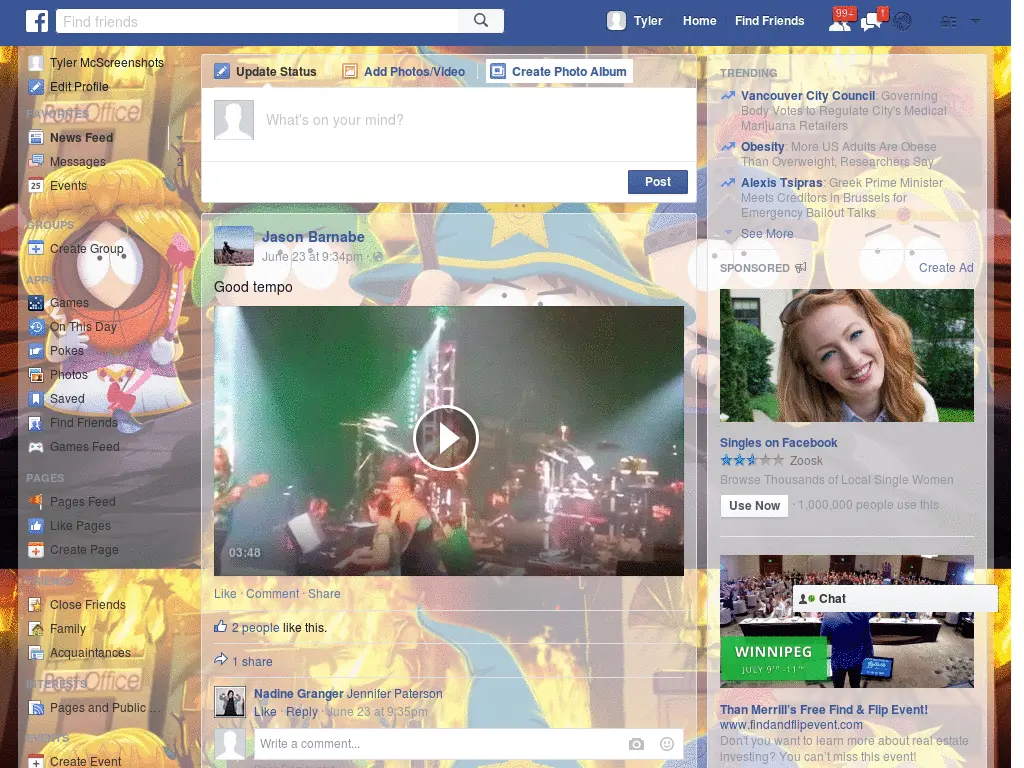 Find friends
Tyler
Home
Find Friends
99+
1
Tyler McScreenshots
Edit Profile
Post Office
FAVORITES
News Feed
Messages
2
25
Events
GROUPS
Create Group
APPS
Games
On This Day
Pokes
Photos
Saved
Find Friends
Games Feed
PAGES
Pages Feed
Like Pages
Create Page
FRIENDS
Close Friends
Family
Acquaintances
Post Office
INTERESTS
Pages and Public ...
EVENTS
Create Event
Update Status
Add Photos/Video
Create Photo Album
What's on your mind?
Post
Jason Barnabe
June 23 at 9:34pm ·
Good tempo
03:48
Like · Comment · Share
2 people like this.
1 share
Nadine Granger Jennifer Paterson
Like · Reply · June 23 at 9:35pm
Write a comment...
TRENDING
Vancouver City Council: Governing
Body Votes to Regulate City's Medical
Marijuana Retailers
Obesity: More US Adults Are Obese
Than Overweight, Researchers Say
Alexis Tsipras: Greek Prime Minister
Meets Creditors in Brussels for
Emergency Bailout Talks
See More
SPONSORED
Create Ad
Singles on Facebook
Zoosk
Browse Thousands of Local Single Women
Use Now
· 1,000,000 people use this
Chat
WINNIPEG
JULY 9TH -11TH
Than Merrill's Free Find & Flip Event!
www.findandflipevent.com
Don't you want to learn more about real estate
investing? You can't miss this event!